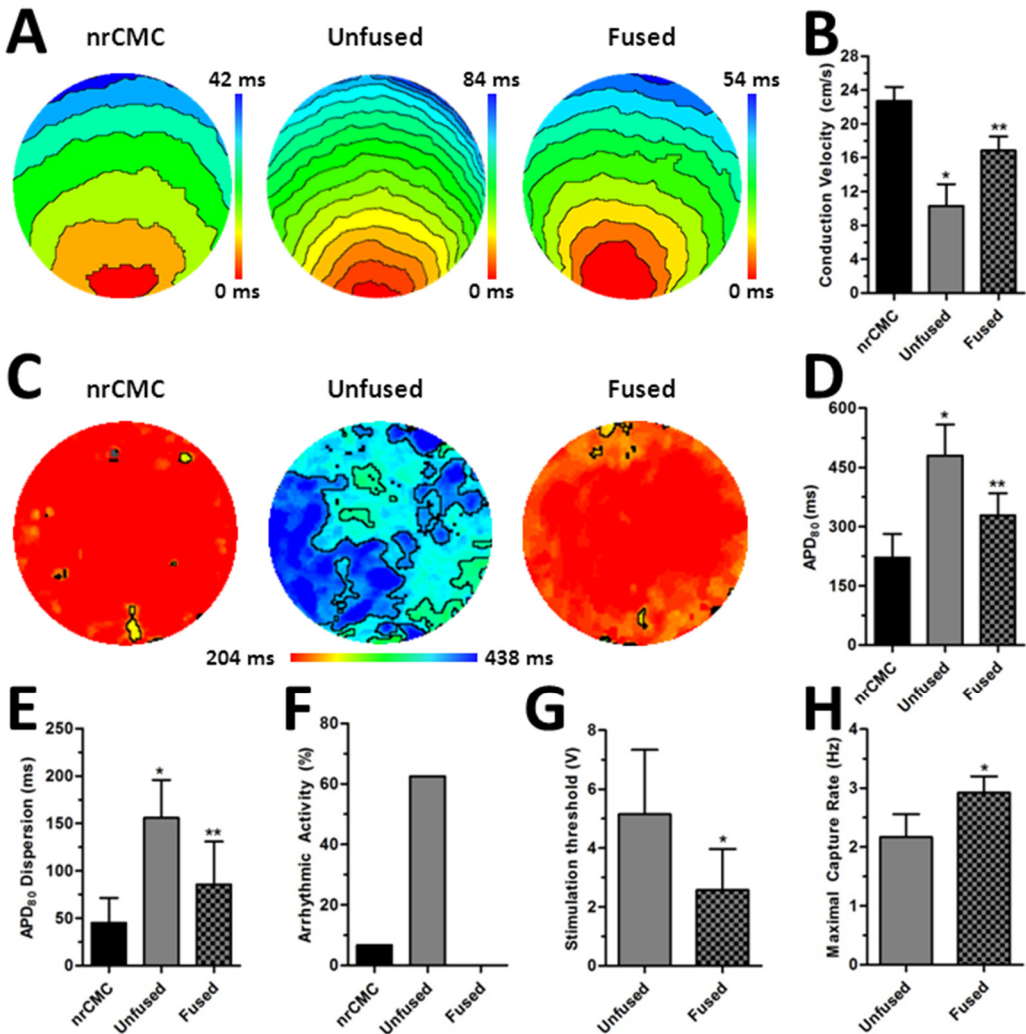 A
nrCMC
Unfused
Fused
42 ms
0 ms
84 ms
0 ms
54 ms
0 ms
B
Conduction Velocity (cm/s)
28
24
20
16
12
8
4
0
*
**
nrCMC
Unfused
Fused
C
nrCMC
Unfused
Fused
204 ms
438 ms
D
APD80 (ms)
600
450
300
150
0
*
**
nrCMC
Unfused
Fused
E
APD80 Dispersion (ms)
250
200
150
100
50
0
*
**
nrCMC
Unfused
Fused
F
Arrhythmic Activity (%)
80
60
40
20
0
nrCMC
Unfused
Fused
G
Stimulation threshold (V)
8
6
4
2
0
*
Unfused
Fused
H
Maximal Capture Rate (Hz)
4
3
2
1
0
*
Unfused
Fused